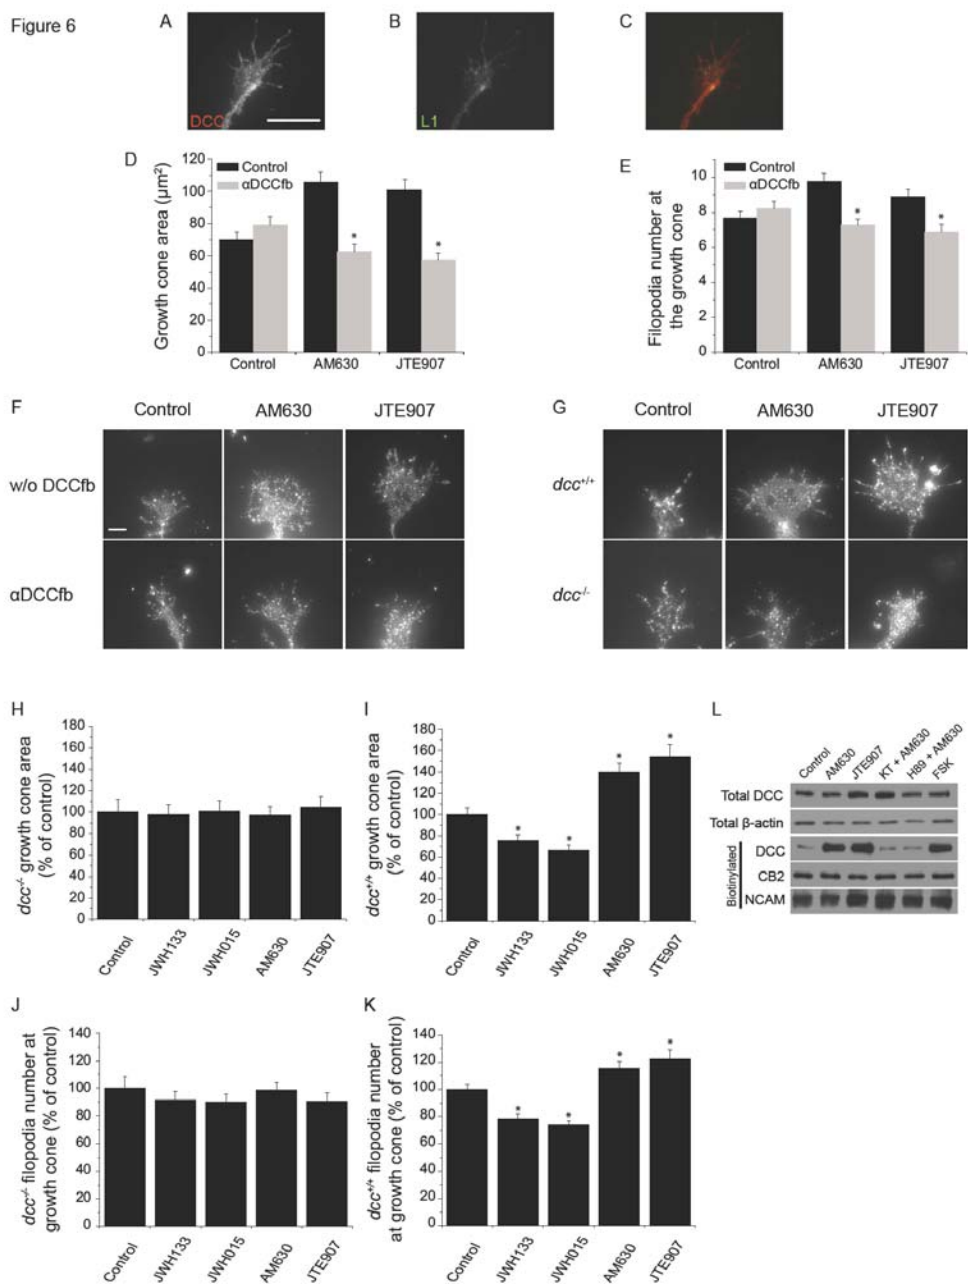 Figure 6
A
B
C
DCC
L1
D
Growth cone area (µm²)
120
100
80
60
40
20
0
Control
αDCCfb
*
*
Control
AM630
JTE907
E
Filopodia number at
the growth cone
10
8
6
4
2
0
Control
αDCCfb
*
*
Control
AM630
JTE907
F
Control
AM630
JTE907
w/o DCCfb
αDCCfb
G
Control
AM630
JTE907
dcc+/+
dcc-/-
H
dcc-/- growth cone area
(% of control)
180
160
140
120
100
80
60
40
20
0
Control
JWH133
JWH015
AM630
JTE907
I
dcc+/+ growth cone area
(% of control)
180
160
140
120
100
80
60
40
20
0
*
*
*
*
Control
JWH133
JWH015
AM630
JTE907
L
Control
AM630
JTE907
KT + AM630
H89 + AM630
FSK
Total DCC
Total β-actin
Biotinylated
DCC
CB2
NCAM
J
dcc-/- filopodia number at
growth cone (% of control)
140
120
100
80
60
40
20
0
Control
JWH133
JWH015
AM630
JTE907
K
dcc+/+ filopodia number
at growth cone (% of control)
140
120
100
80
60
40
20
0
*
*
*
*
Control
JWH133
JWH015
AM630
JTE907